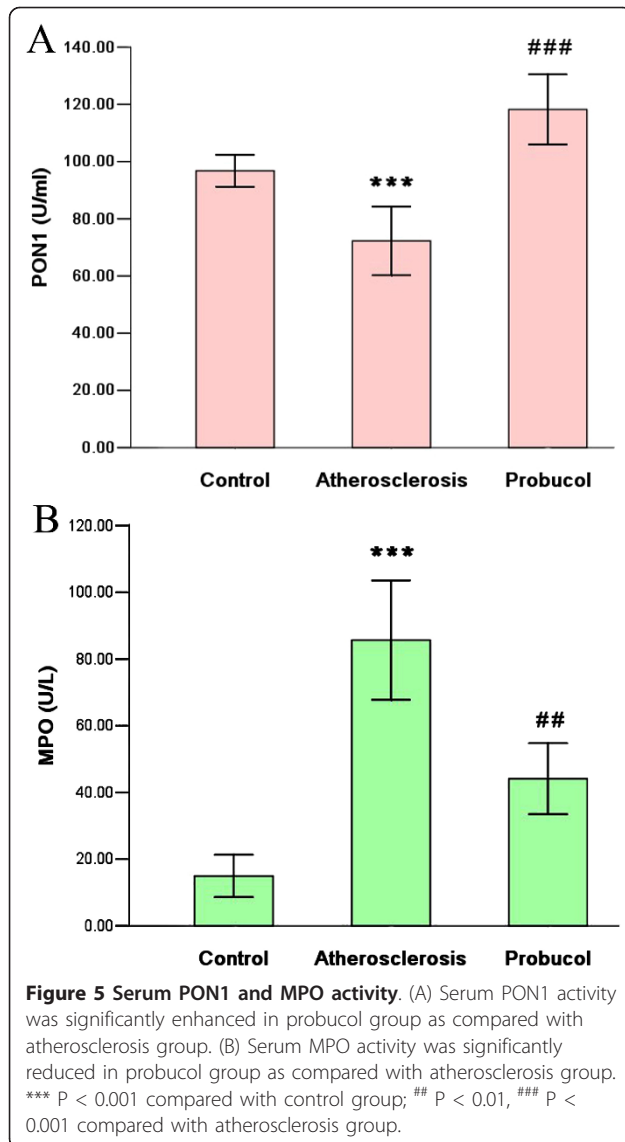 A
PON1 (U/ml)
140.00
120.00
100.00
80.00
60.00
40.00
20.00
0.00
***
###
Control Atherosclerosis Probucol
B
MPO (U/L)
120.00
100.00
80.00
60.00
40.00
20.00
0.00
***
##
Control Atherosclerosis Probucol
Figure 5 Serum PON1 and MPO activity. (A) Serum PON1 activity
was significantly enhanced in probucol group as compared with
atherosclerosis group. (B) Serum MPO activity was significantly
reduced in probucol group as compared with atherosclerosis group.
*** P < 0.001 compared with control group; ## P < 0.01, ### P <
0.001 compared with atherosclerosis group.